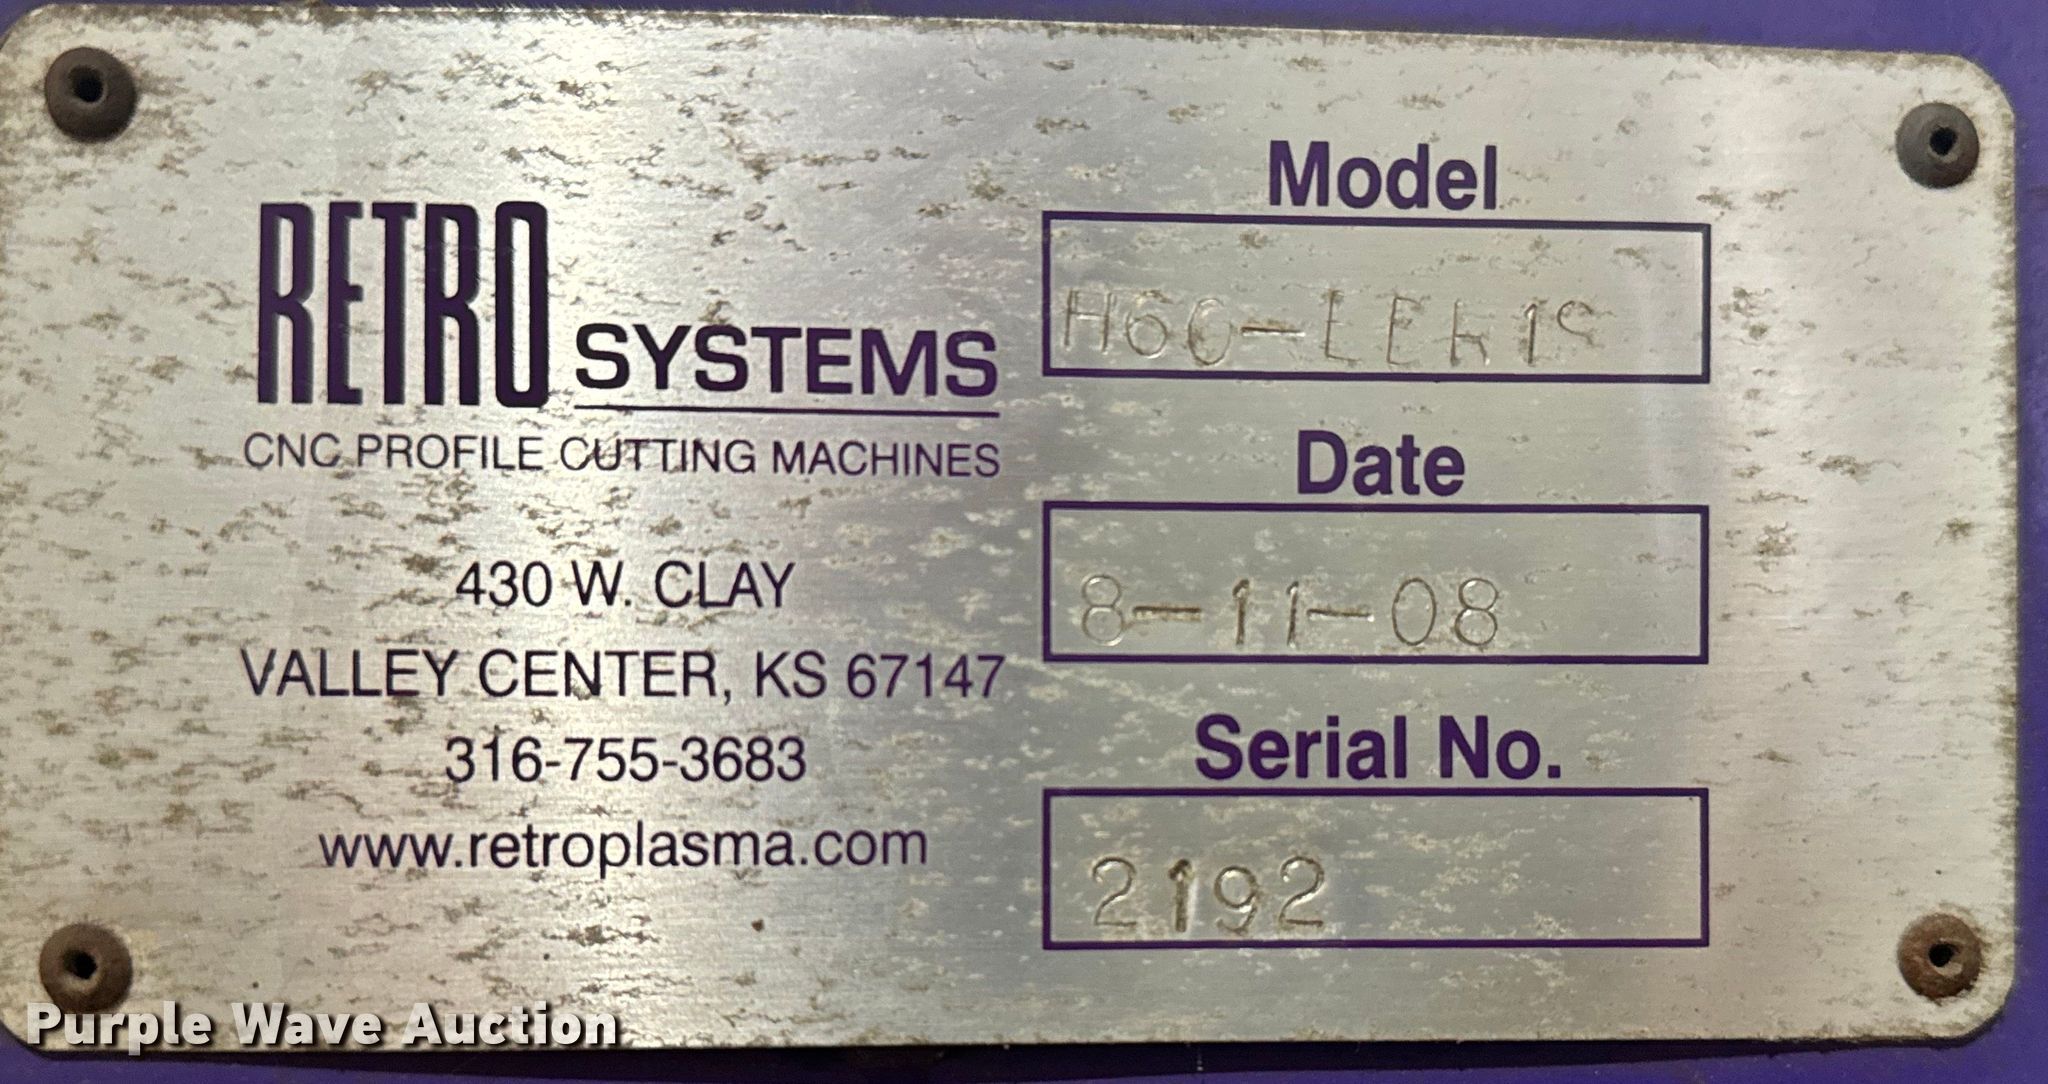 RETRO SYSTEMS
CNC PROFILE CUTTING MACHINES
430 W. CLAY
VALLEY CENTER, KS 67147
316-755-3683
www.retroplasma.com
Model
Date
8-11-08
Serial No.
2192
Purple Wave Auction